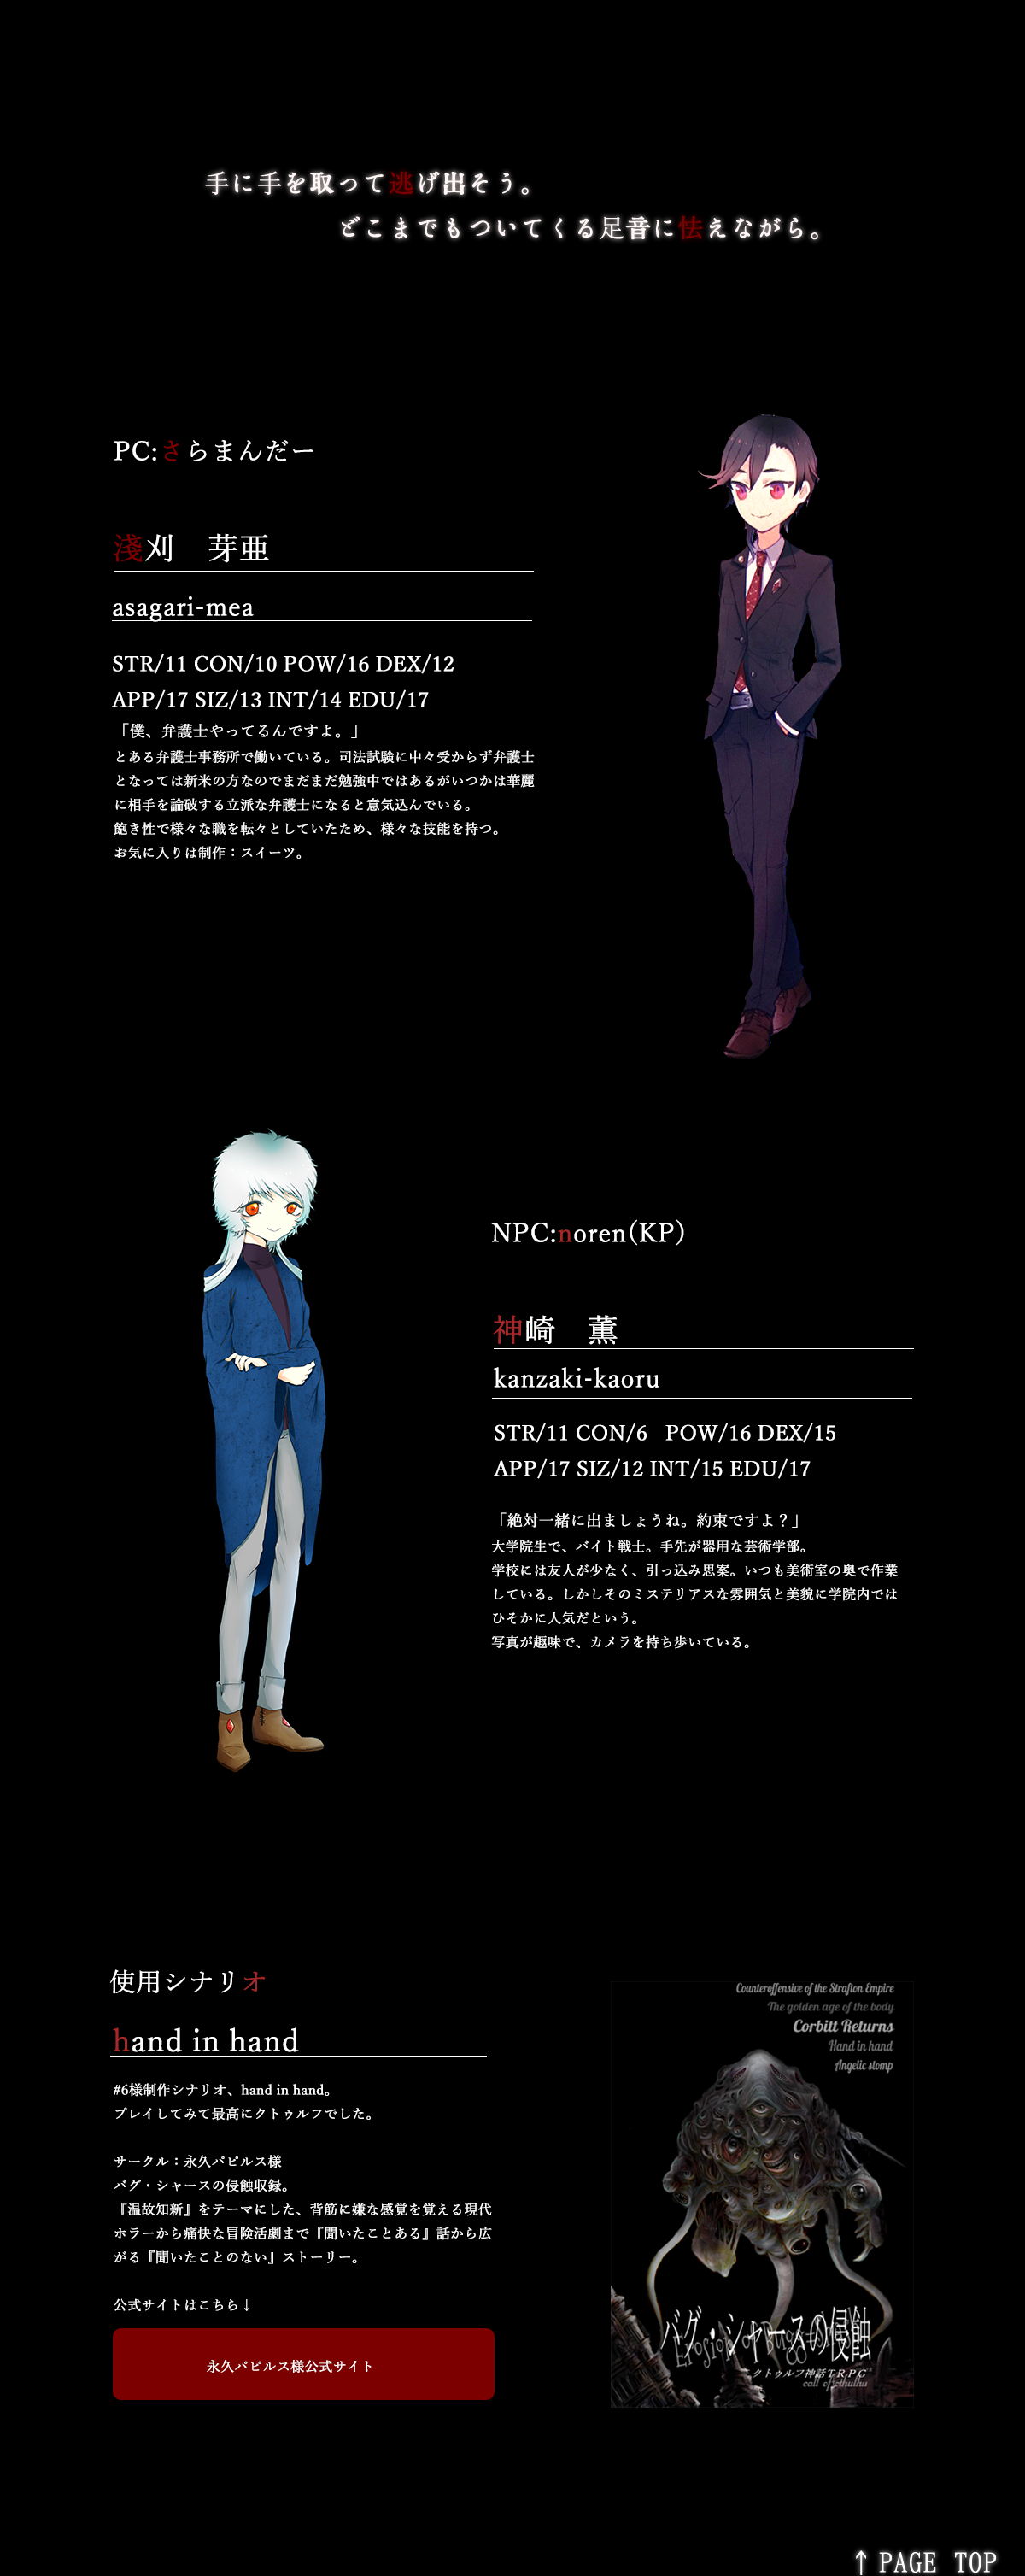 手に手を取って逃げ出そう。
どこまでもついてくる足音に怯えながら。
PC:さらまんだー
淺刈　芽亜
asagari-mea
STR/11 CON/10 POW/16 DEX/12
APP/17 SIZ/13 INT/14 EDU/17
「僕、弁護士やってるんですよ。」
とある弁護士事務所で働いている。司法試験に中々受からず弁護士
となっては新米の方なのでまだまだ勉強中ではあるがいつかは華麗
に相手を論破する立派な弁護士になると意気込んでいる。
飽き性で様々な職を転々としていたため、様々な技能を持つ。
お気に入りは制作：スイーツ。
NPC:noren(KP)
神崎　薫
kanzaki-kaoru
STR/11 CON/6 POW/16 DEX/15
APP/17 SIZ/12 INT/15 EDU/17
「絶対一緒に出ましょうね。約束ですよ？」
大学院生で、バイト戦士。手先が器用な芸術学部。
学校には友人が少なく、引っ込み思案。いつも美術室の奥で作業
している。しかしそのミステリアスな雰囲気と美貌に学院内では
ひそかに人気だという。
写真が趣味で、カメラを持ち歩いている。
使用シナリオ
hand in hand
#6様制作シナリオ、hand in hand。
プレイしてみて最高にクトゥルフでした。
サークル：永久パピルス様
バグ・シャースの侵蝕収録。
『温故知新』をテーマにした、背筋に嫌な感覚を覚える現代
ホラーから痛快な冒険活劇まで『聞いたことある』話から広
がる『聞いたことのない』ストーリー。
公式サイトはこちら↓
永久パピルス様公式サイト
Counteroffensive of the Strafton Empire
The golden age of the body
Corbitt Returns
Hand in hand
Angelic stomp
バグ・シャースの侵蝕
クトゥルフ神話TRPG
call of cthulhu
↑PAGE TOP